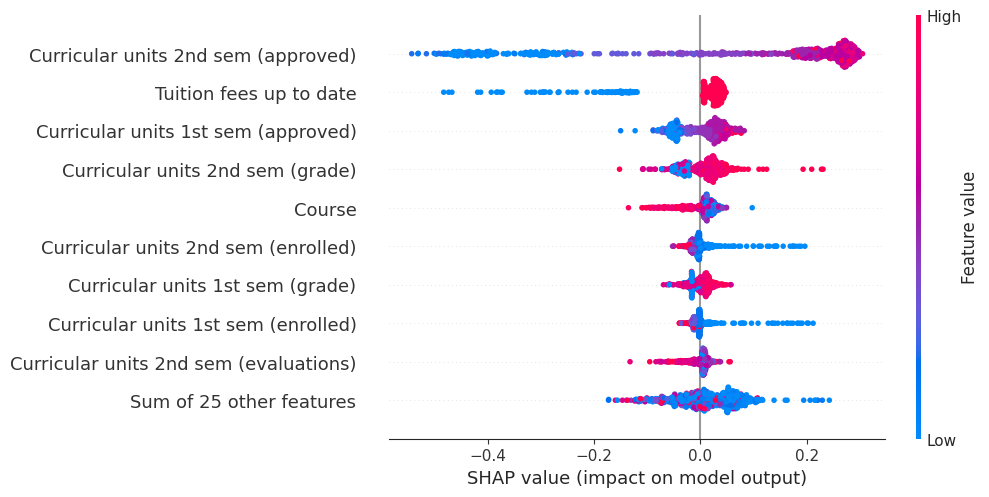 High
Curricular units 2nd sem (approved)
Tuition fees up to date
Curricular units 1st sem (approved)
Curricular units 2nd sem (grade)
Course
Curricular units 2nd sem (enrolled)
Curricular units 1st sem (grade)
Curricular units 1st sem (enrolled)
Curricular units 2nd sem (evaluations)
Sum of 25 other features
Feature value
Low
−0.4 −0.2 0.0 0.2
SHAP value (impact on model output)